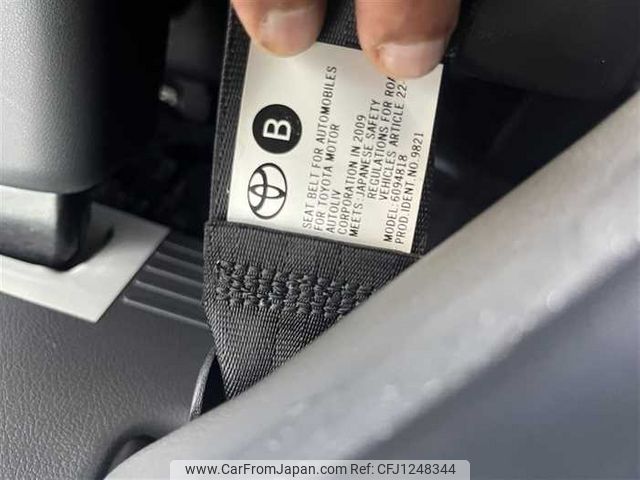 B
SEAT BELT FOR AUTOMOBILES
FOR TOYOTA MOTOR
AUTOLIV
CORPORATION IN 2009
MEETS JAPANESE SAFETY
REGULATIONS FOR ROA
VEHICLES ARTICLE 22-
MODEL: 6094818
PROD.IDENT.NO.9821
www.CarFromJapan.com - CFJ1248344